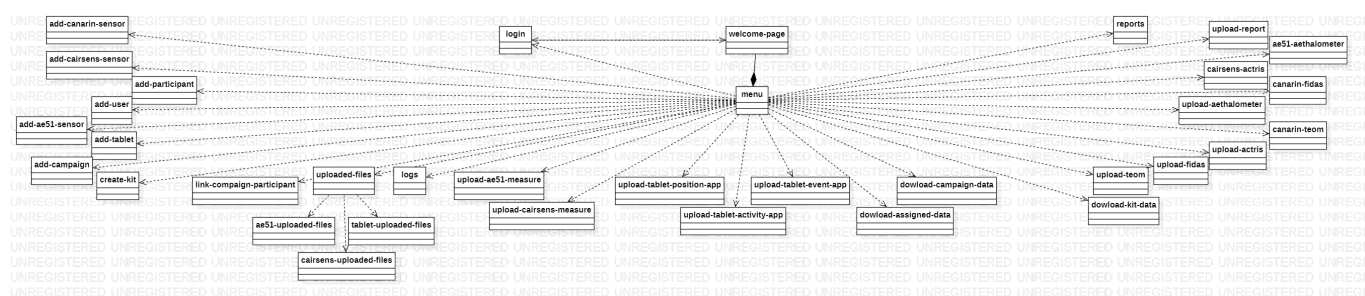 add-canarin-sensor
login
welcome-page
reports
upload-report
ae51-aethalometer
add-cairsens-sensor
cairsens-actris
add-participant
menu
canarin-fidas
add-user
upload-aethalometer
add-ae51-sensor
canarin-teom
add-tablet
upload-actris
add-campaign
upload-fidas
create-kit
link-compaign-participant
uploaded-files
logs
upload-ae51-measure
upload-tablet-position-app
upload-tablet-event-app
dowload-campaign-data
upload-teom
upload-cairsens-measure
upload-tablet-activity-app
dowload-assigned-data
dowload-kit-data
ae51-uploaded-files
tablet-uploaded-files
cairsens-uploaded-files
UNREGISTERED